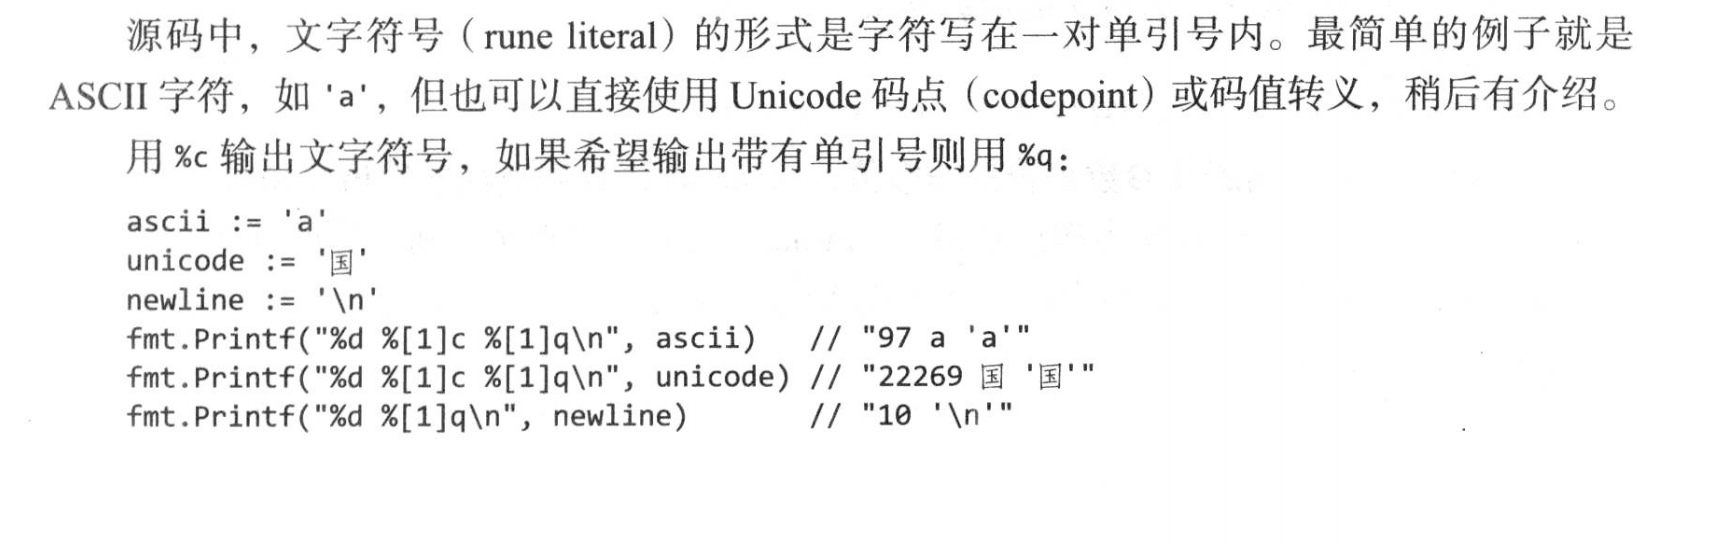 源码中，文字符号（rune literal）的形式是字符写在一对单引号内。最简单的例子就是
ASCII 字符，如 'a'，但也可以直接使用 Unicode 码点（codepoint）或码值转义，稍后有介绍。
用 %c 输出文字符号，如果希望输出带有单引号则用 %q：
ascii := 'a'
unicode := '国'
newline := '\n'
fmt.Printf("%d %[1]c %[1]q\n", ascii)   // "97 a 'a'"
fmt.Printf("%d %[1]c %[1]q\n", unicode) // "22269 国 '国'"
fmt.Printf("%d %[1]q\n", newline)       // "10 '\n'"